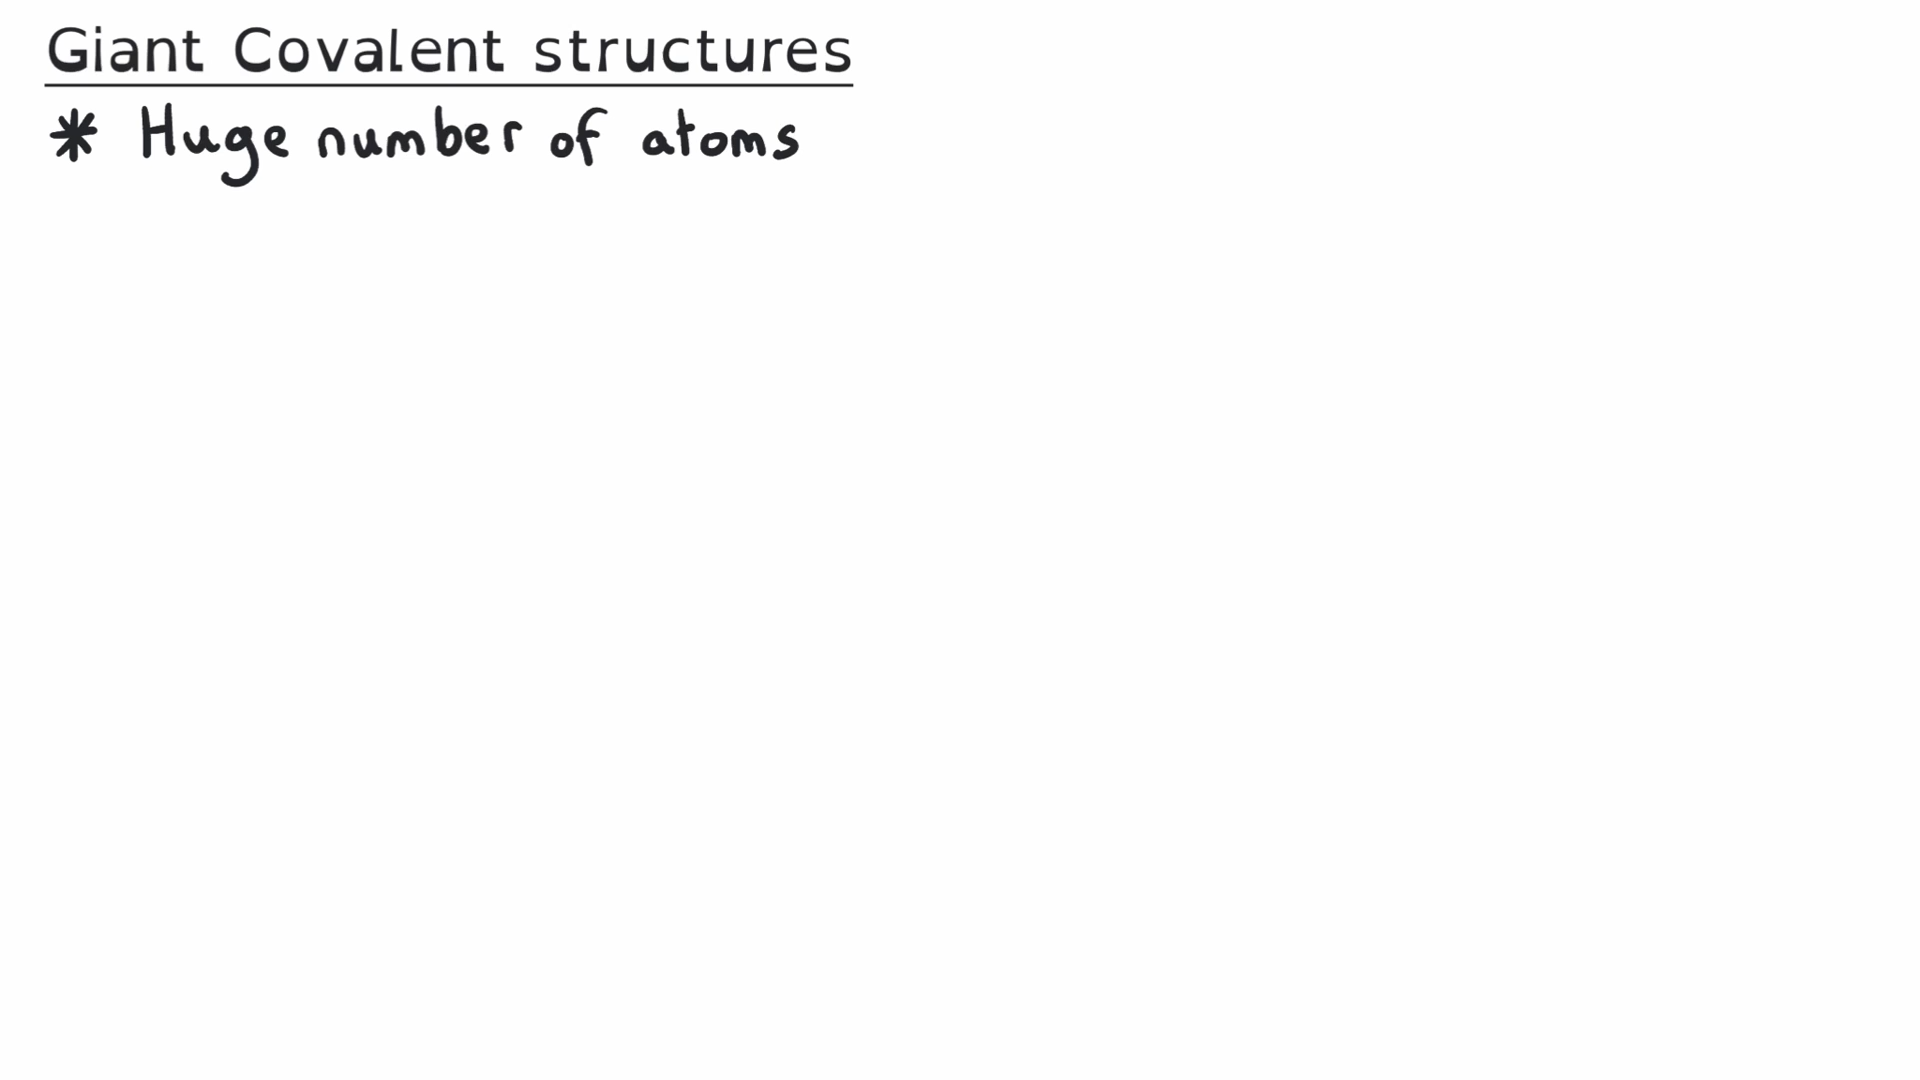 Giant Covalent structures
* Huge number of atoms